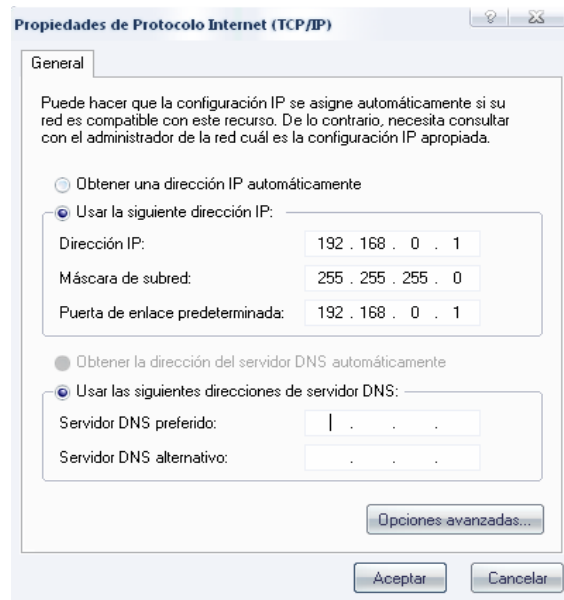 Propiedades de Protocolo Internet (TCP/IP)
General
Puede hacer que la configuración IP se asigne automáticamente si su
red es compatible con este recurso. De lo contrario, necesita consultar
con el administrador de la red cuál es la configuración IP apropiada.
Obtener una dirección IP automáticamente
Usar la siguiente dirección IP:
Dirección IP: 192 . 168 . 0 . 1
Máscara de subred: 255 . 255 . 255 . 0
Puerta de enlace predeterminada: 192 . 168 . 0 . 1
Obtener la dirección del servidor DNS automáticamente
Usar las siguientes direcciones de servidor DNS:
Servidor DNS preferido: . . .
Servidor DNS alternativo: . . .
Opciones avanzadas...
Aceptar Cancelar